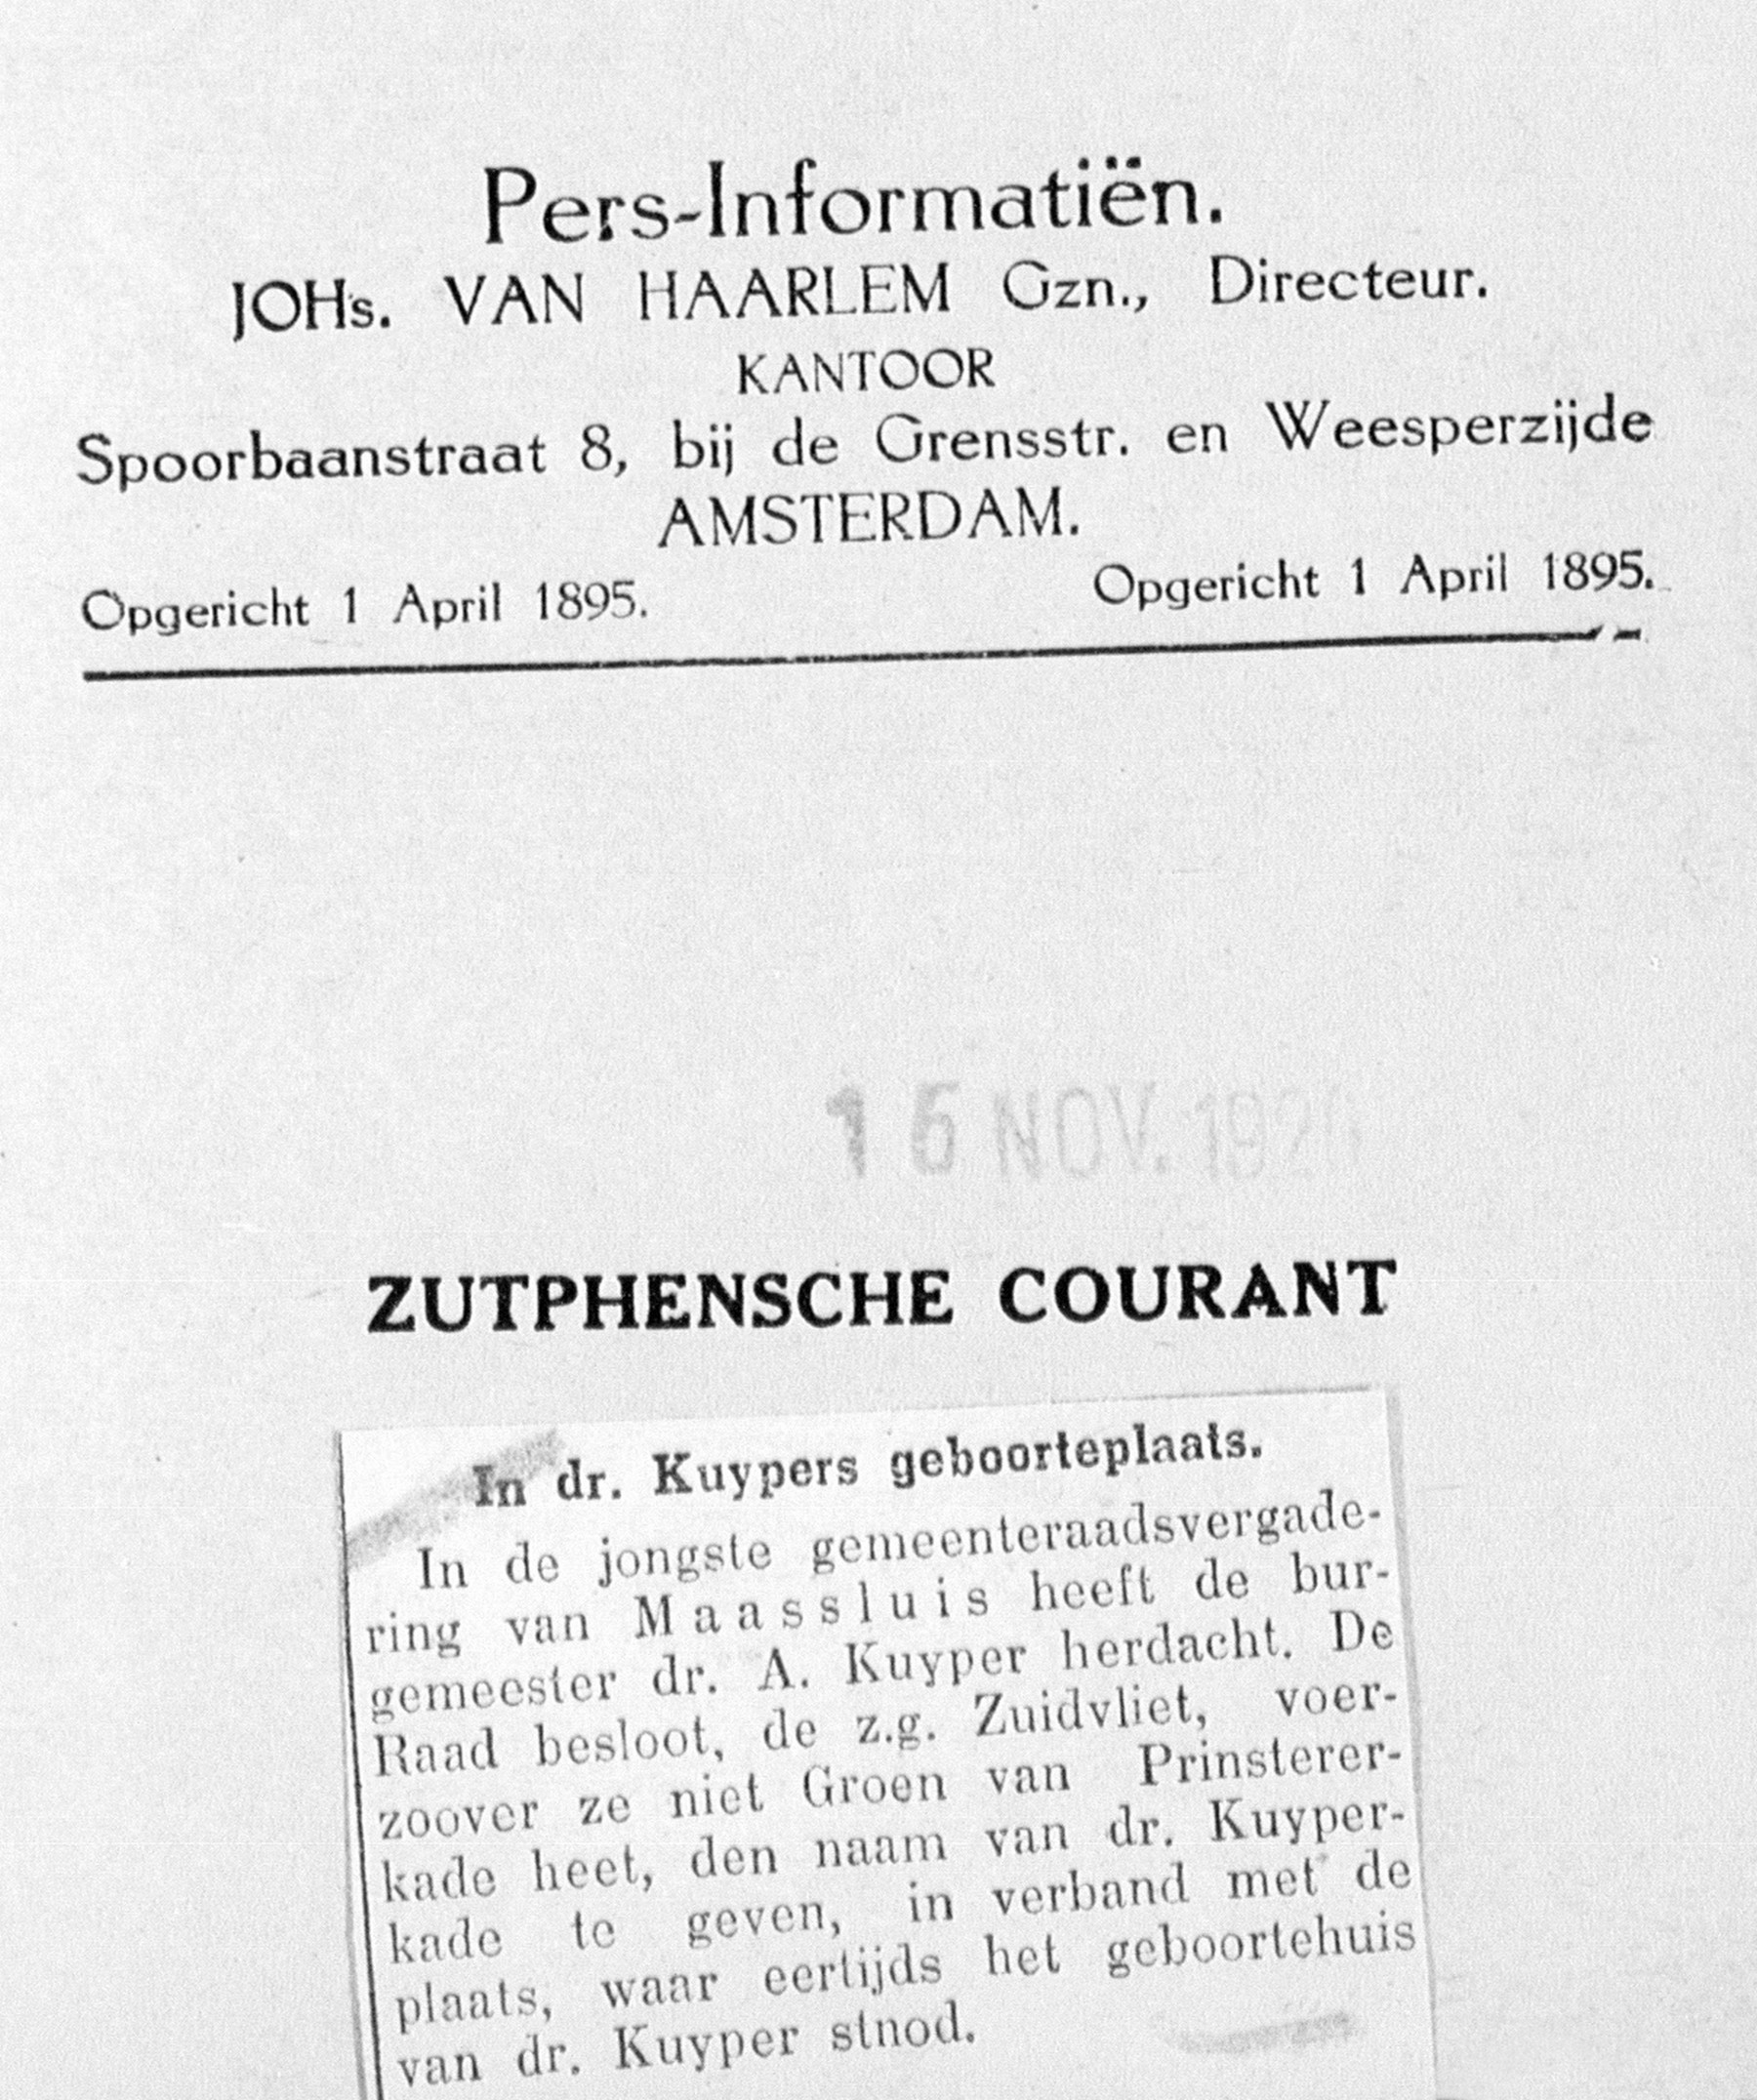 Pers-Informatiën.
JOHs. VAN HAARLEM Gzn., Directeur.
KANTOOR
Spoorbaanstraat 8, bij de Grensstr. en Weesperzijde
AMSTERDAM.
Opgericht 1 April 1895. Opgericht 1 April 1895.
NOV. 1920
ZUTPHENSCHE COURANT
In dr. Kuypers geboorteplaats.
In de jongste gemeenteraadsvergade-
ring van Maassluis heeft de bur-
gemeester dr. A. Kuyper herdacht. De
Raad besloot, de z.g. Zuidvliet, voer-
zoover ze niet Groen van Prinsterer-
kade heet, den naam van dr. Kuyper-
kade te geven, in verband met de
plaats, waar eertijds het geboortehuis
van dr. Kuyper stnod.